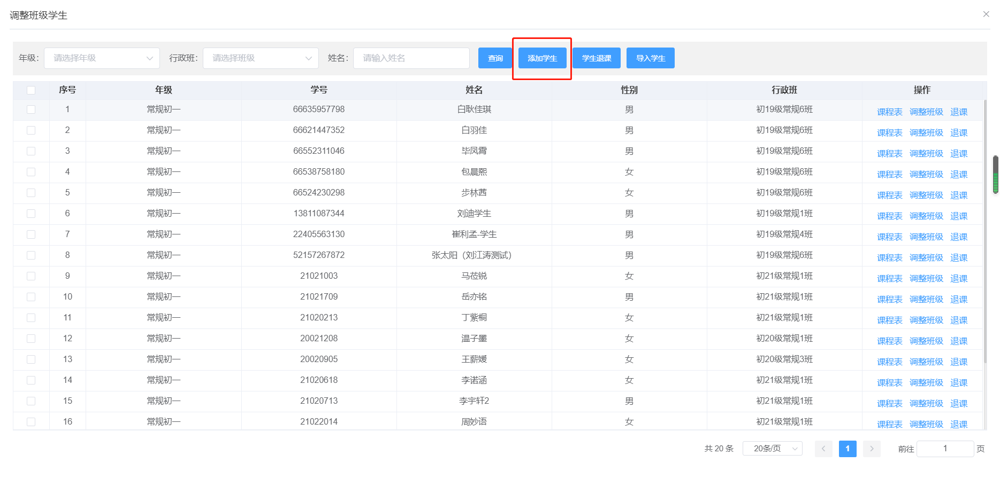 调整班级学生
年级: 请选择年级 行政班: 请选择班级 姓名: 请输入姓名 查询 添加学生 学生退课 导入学生
序号 年级 学号 姓名 性别 行政班 操作
1 常规初一 66635957798 白耿佳琪 男 初19级常规6班 课程表 调整班级 退课
2 常规初一 66621447352 白羽佳 男 初19级常规6班 课程表 调整班级 退课
3 常规初一 66552311046 毕凤霄 男 初19级常规6班 课程表 调整班级 退课
4 常规初一 66538758180 包晨熙 女 初19级常规6班 课程表 调整班级 退课
5 常规初一 66524230298 步林茜 女 初19级常规6班 课程表 调整班级 退课
6 常规初一 13811087344 刘迪学生 男 初19级常规1班 课程表 调整班级 退课
7 常规初一 22405563130 崔利孟-学生 男 初19级常规4班 课程表 调整班级 退课
8 常规初一 52157267872 张太阳（刘江涛测试） 男 初19级常规6班 课程表 调整班级 退课
9 常规初一 21021003 马莅锐 女 初21级常规1班 课程表 调整班级 退课
10 常规初一 21021709 岳亦铭 男 初21级常规1班 课程表 调整班级 退课
11 常规初一 21020213 丁紫桐 女 初21级常规1班 课程表 调整班级 退课
12 常规初一 20021208 温子墨 女 初20级常规1班 课程表 调整班级 退课
13 常规初一 20020905 王薪媛 女 初20级常规3班 课程表 调整班级 退课
14 常规初一 21020618 李诺涵 女 初21级常规1班 课程表 调整班级 退课
15 常规初一 21020713 李宇轩2 男 初21级常规1班 课程表 调整班级 退课
16 常规初一 21022014 周妙语 女 初21级常规1班 课程表 调整班级 退课
共 20 条 20条/页 1 前往 1 页